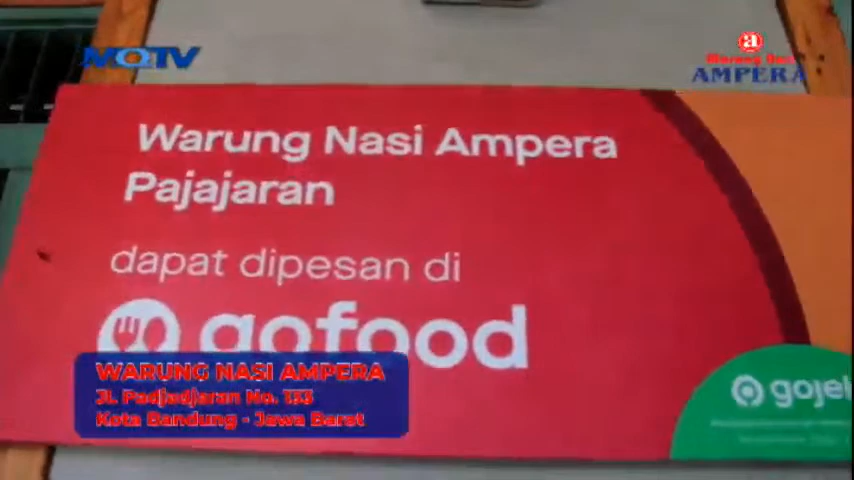 MQTV
a
Warung Nasi
AMPERA
Warung Nasi Ampera
Pajajaran
dapat dipesan di
gofood
WARUNG NASI AMPERA
Jl. Padjadjaran No. 133
Kota Bandung - Jawa Barat
gojek